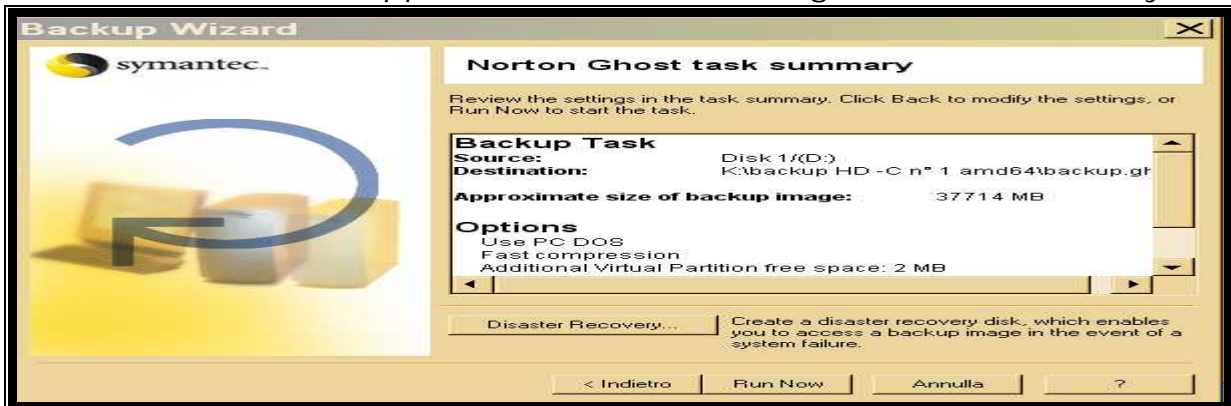 Backup Wizard
symantec.
Norton Ghost task summary
Review the settings in the task summary. Click Back to modify the settings, or
Run Now to start the task.
Backup Task
Source: Disk 1/(D:)
Destination: K:\backup HD -C n° 1 amd64\backup.gh
Approximate size of backup image: 37714 MB
Options
Use PC DOS
Fast compression
Additional Virtual Partition free space: 2 MB
Disaster Recovery...
Create a disaster recovery disk, which enables
you to access a backup image in the event of a
system failure.
< Indietro
Run Now
Annulla
?